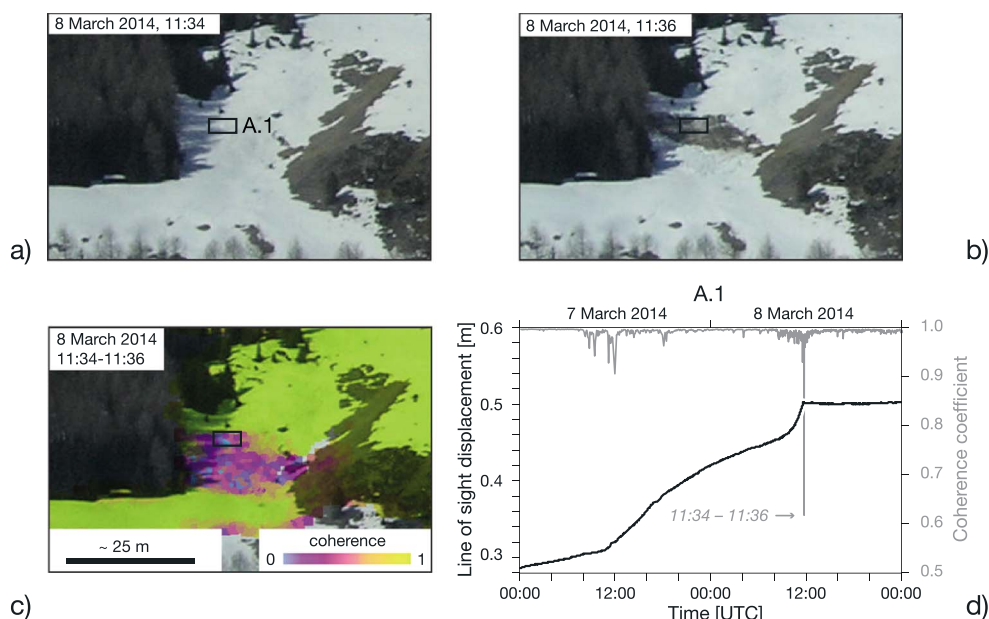 a)
8 March 2014, 11:34
A.1
8 March 2014, 11:36
b)
c)
8 March 2014
11:34-11:36
~ 25 m
coherence
0
1
A.1
7 March 2014
8 March 2014
Line of sight displacement [m]
0.6
0.5
0.4
0.3
1.0
0.9
0.8
0.7
0.6
0.5
Coherence coefficient
11:34 – 11:36
00:00
12:00
00:00
12:00
00:00
Time [UTC]
d)